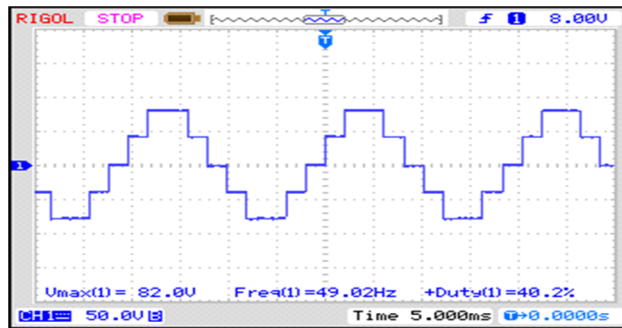 RIGOL STOP T f 1 8.00V
T
1
Vmax(1)= 82.0V Freq(1)=49.02Hz +Duty(1)=40.2%
CH1 50.0V B Time 5.000ms T→0.0000s